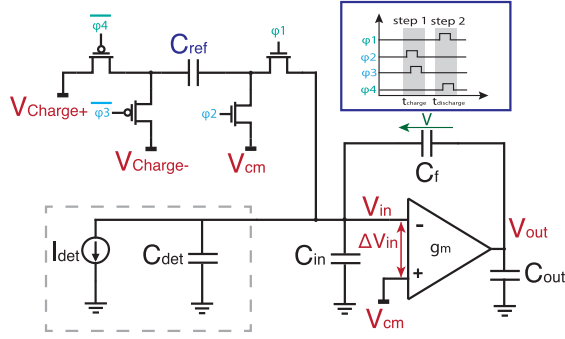 φ4
Cref
φ1
VCharge+
φ3
φ2
VCharge-
Vcm
step 1 step 2
φ1
φ2
φ3
φ4
tcharge tdischarge
V
Cf
Vin
Vout
Idet
Cdet
Cin
ΔVin
-
gm
+
Cout
Vcm